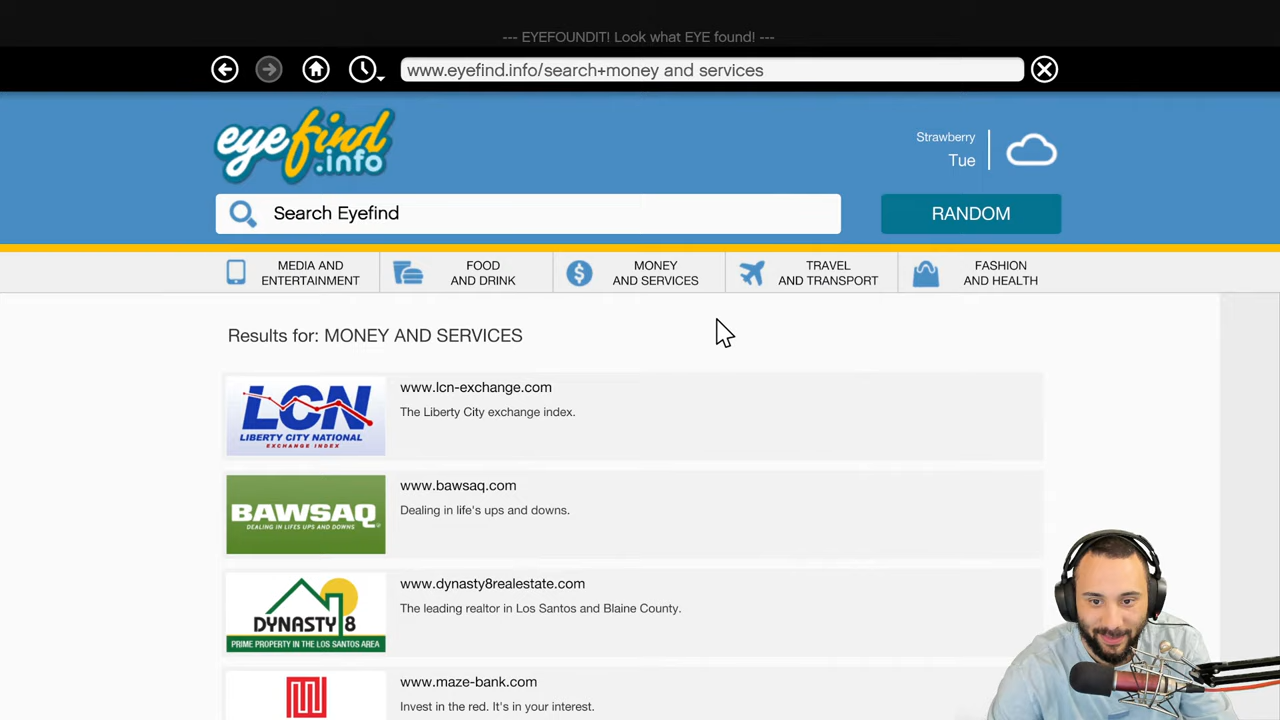 --- EYEFOUNDIT! Look what EYE found! ---
www.eyefind.info/search+money and services
eyefind
.info
Strawberry
Tue
Search Eyefind
RANDOM
MEDIA AND
ENTERTAINMENT
FOOD
AND DRINK
MONEY
AND SERVICES
TRAVEL
AND TRANSPORT
FASHION
AND HEALTH
Results for: MONEY AND SERVICES
LCN
LIBERTY CITY NATIONAL
EXCHANGE INDEX
www.lcn-exchange.com
The Liberty City exchange index.
BAWSAQ®
DEALING IN LIFES UPS AND DOWNS
www.bawsaq.com
Dealing in life's ups and downs.
DYNASTY 8
PRIME PROPERTY IN THE LOS SANTOS AREA
www.dynasty8realestate.com
The leading realtor in Los Santos and Blaine County.
www.maze-bank.com
Invest in the red. It's in your interest.